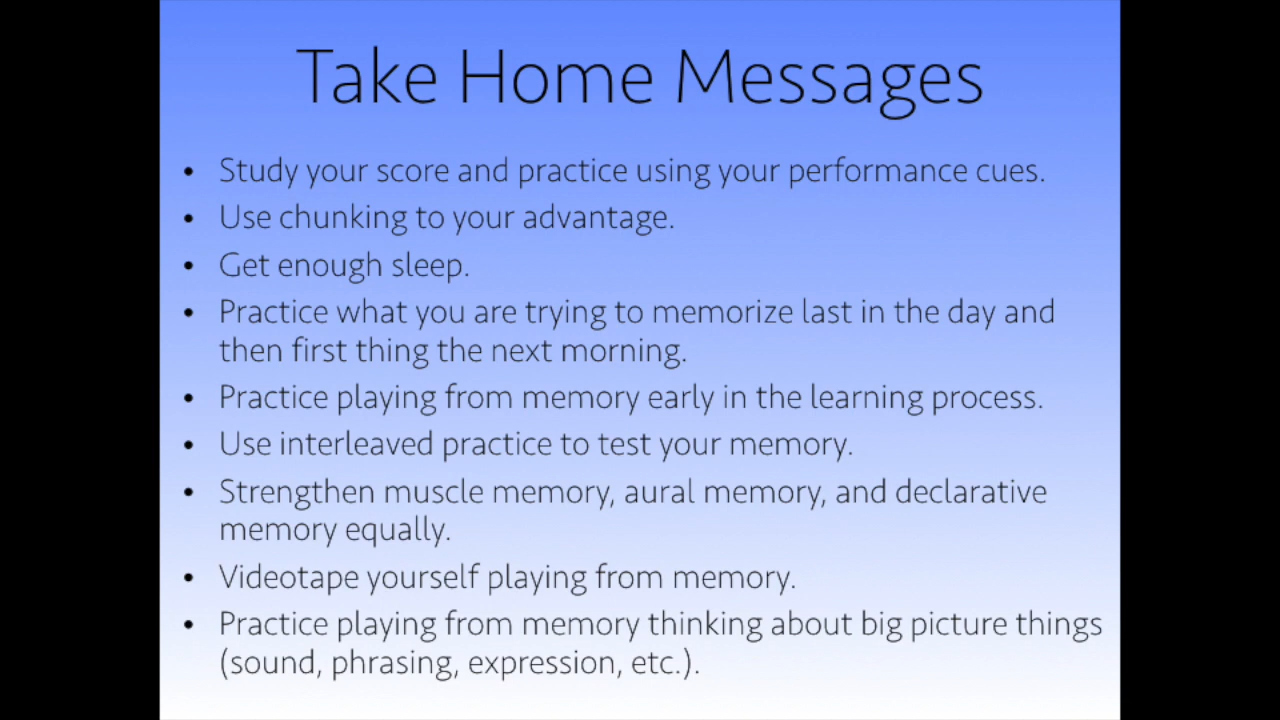 Take Home Messages
• Study your score and practice using your performance cues.
• Use chunking to your advantage.
• Get enough sleep.
• Practice what you are trying to memorize last in the day and
then first thing the next morning.
• Practice playing from memory early in the learning process.
• Use interleaved practice to test your memory.
• Strengthen muscle memory, aural memory, and declarative
memory equally.
• Videotape yourself playing from memory.
• Practice playing from memory thinking about big picture things
(sound, phrasing, expression, etc.).